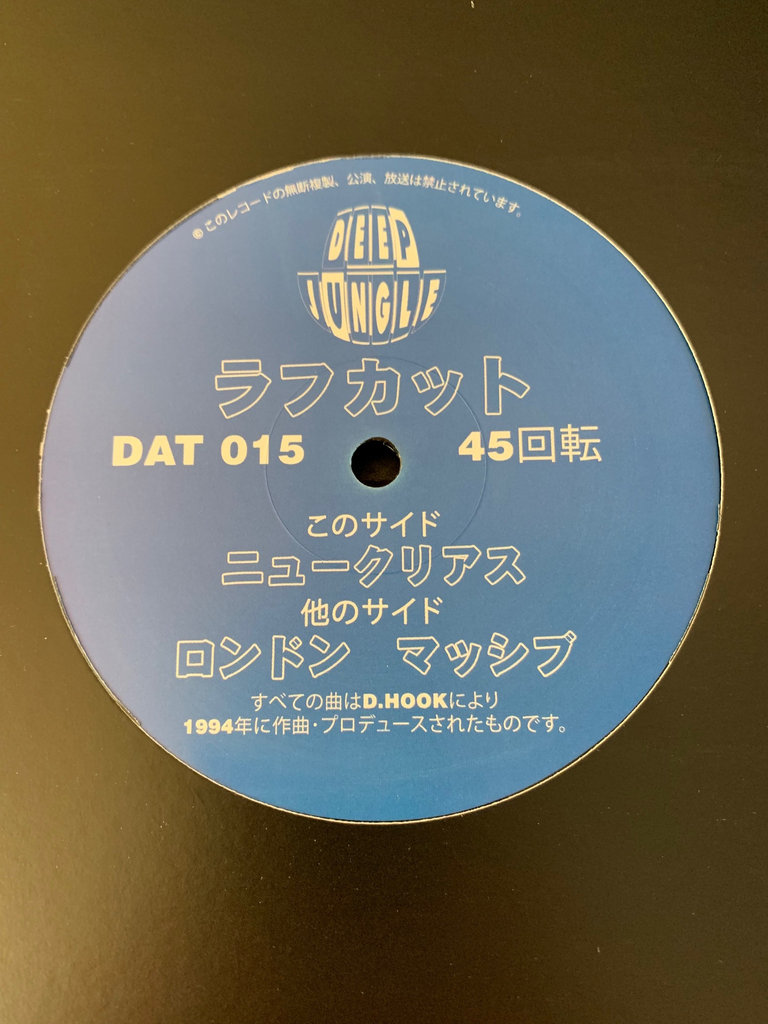 ℗このレコードの無断複製、公演、放送は禁止されています。
DEEP
JUNGLE
ラフカット
DAT 015 45回転
このサイド
ニュークリアス
他のサイド
ロンドン マッシブ
すべての曲はD.HOOKにより
1994年に作曲・プロデュースされたものです。